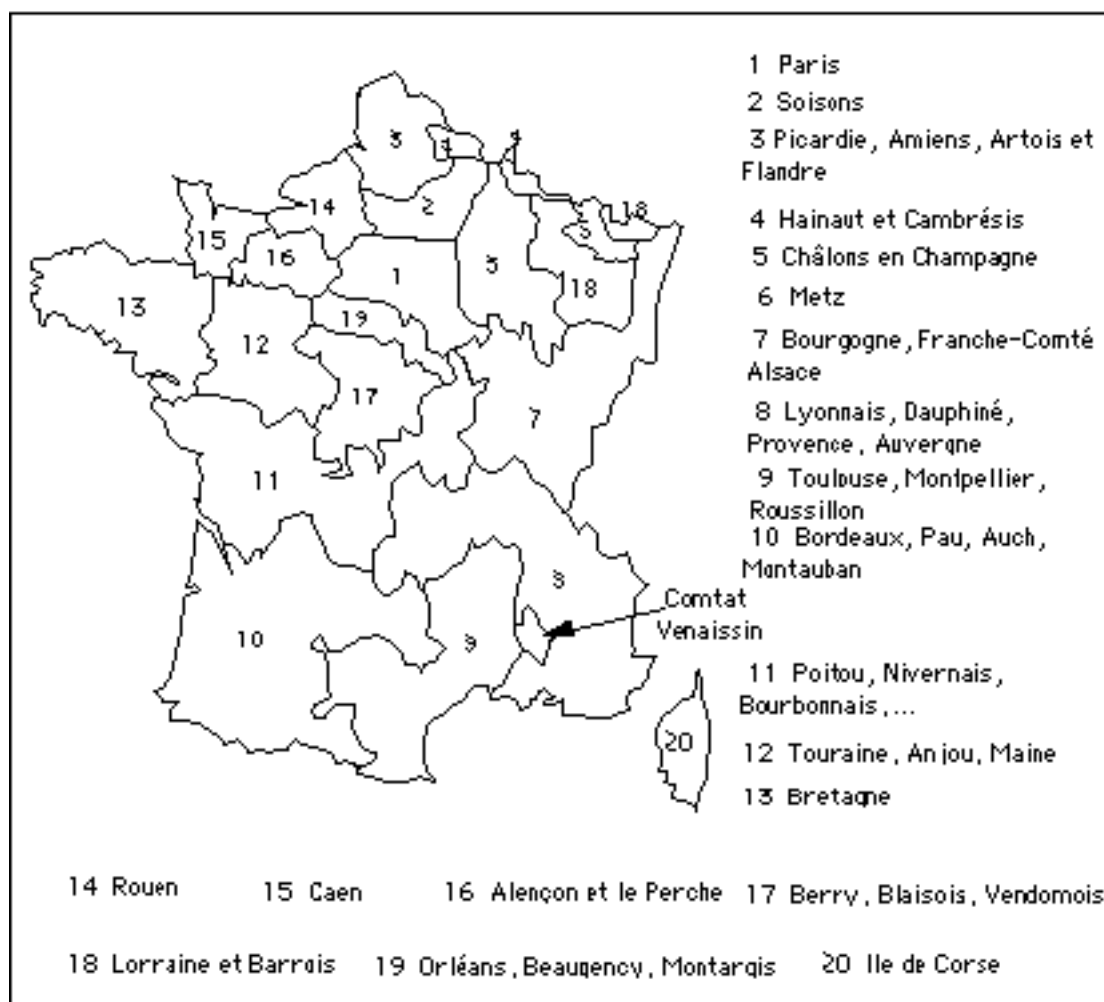 1 Paris
2 Soisons
3 Picardie, Amiens, Artois et
Flandre
4 Hainaut et Cambrésis
5 Châlons en Champagne
6 Metz
7 Bourgogne, Franche-Comté
Alsace
8 Lyonnais, Dauphiné,
Provence, Auvergne
9 Toulouse, Montpellier,
Roussillon
10 Bordeaux, Pau, Auch,
Montauban
Comtat
Venaissin
11 Poitou, Nivernais,
Bourbonnais,...
12 Touraine, Anjou, Maine
13 Bretagne
14 Rouen
15 Caen
16 Alençon et le Perche
17 Berry, Blaisois, Vendomois
18 Lorraine et Barrois
19 Orléans, Beaugency, Montargis
20 Ile de Corse
3
14
2
18
15
16
1
13
18
19
12
17
7
11
10
9
20